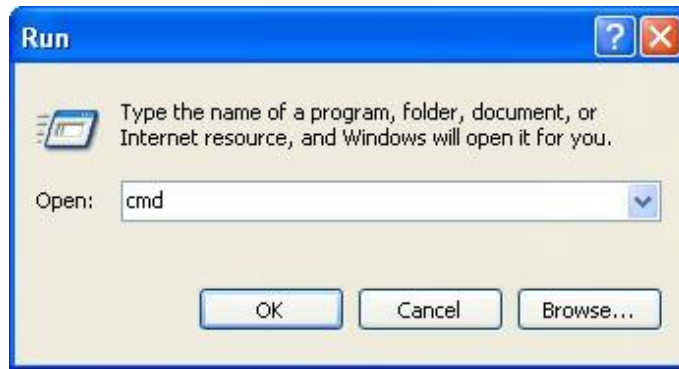 Run
Type the name of a program, folder, document, or
Internet resource, and Windows will open it for you.
Open: cmd
OK Cancel Browse...